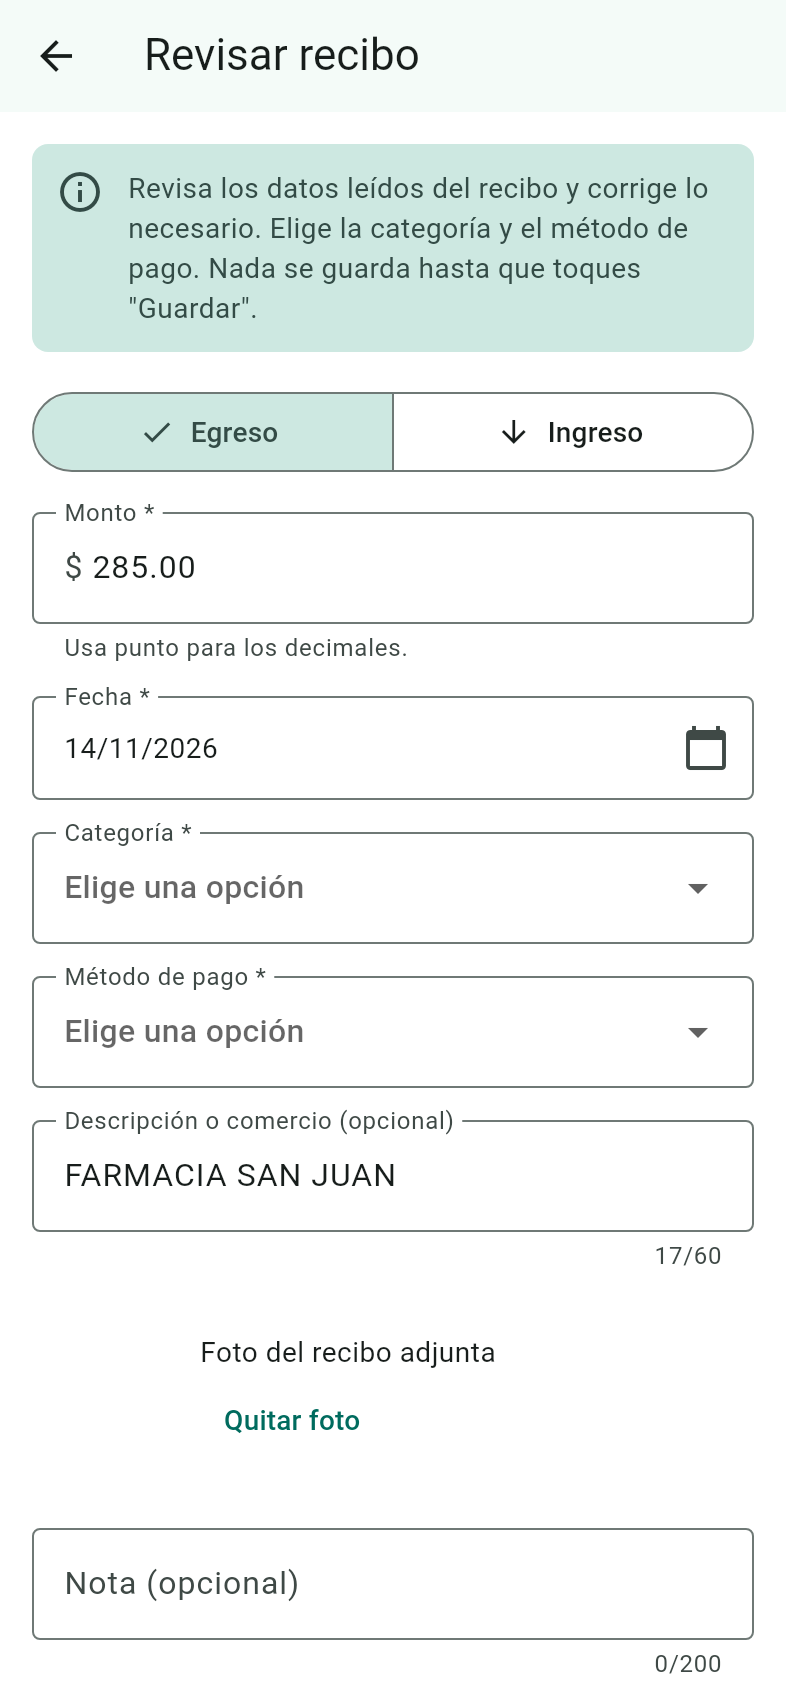 Revisar recibo
Revisa los datos leídos del recibo y corrige lo
necesario. Elige la categoría y el método de
pago. Nada se guarda hasta que toques
"Guardar".
Egreso
Ingreso
Monto *
$ 285.00
Usa punto para los decimales.
Fecha *
14/11/2026
Categoría *
Elige una opción
Método de pago *
Elige una opción
Descripción o comercio (opcional)
FARMACIA SAN JUAN
17/60
Foto del recibo adjunta
Quitar foto
Nota (opcional)
0/200